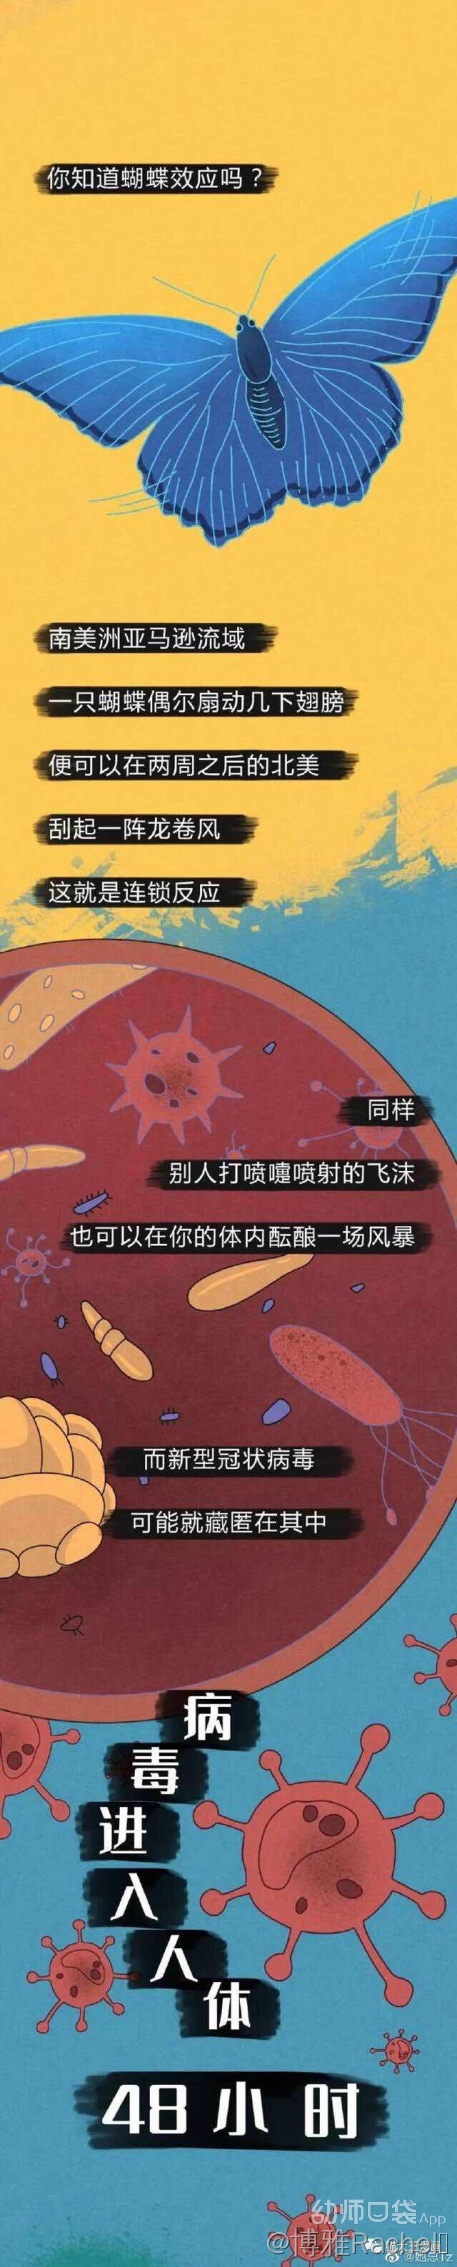 你知道蝴蝶效应吗？
南美洲亚马逊流域
一只蝴蝶偶尔扇动几下翅膀
便可以在两周之后的北美
刮起一阵龙卷风
这就是连锁反应
同样
别人打喷嚏喷射的飞沫
也可以在你的体内酝酿一场风暴
而新型冠状病毒
可能就藏匿在其中
病
毒
进
入
人
体
48小时
幼师口袋App
@博雅Rachell